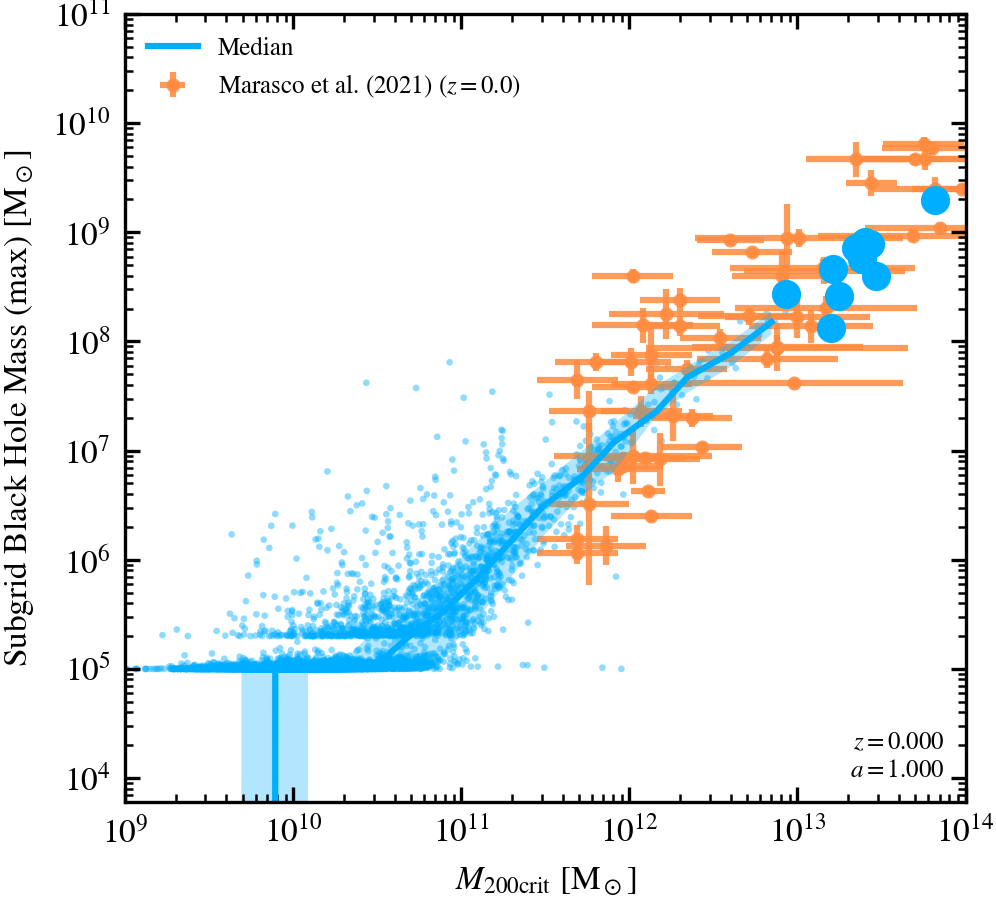 Subgrid Black Hole Mass (max) [M⊙]
10¹¹
10¹⁰
10⁹
10⁸
10⁷
10⁶
10⁵
10⁴
Median
Marasco et al. (2021) (z = 0.0)
z = 0.000
a = 1.000
10⁹ 10¹⁰ 10¹¹ 10¹² 10¹³ 10¹⁴
M₂₀₀crit [M⊙]